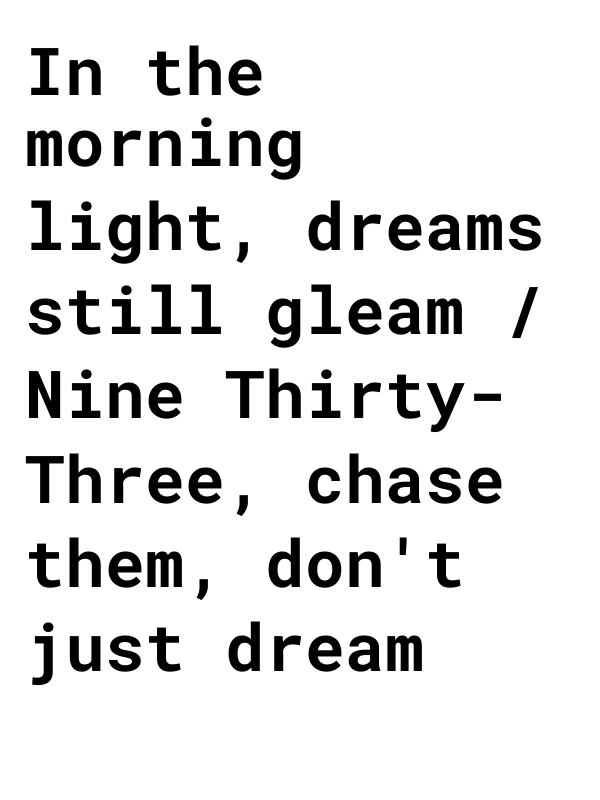 In the
morning
light, dreams
still gleam /
Nine Thirty-
Three, chase
them, don't
just dream